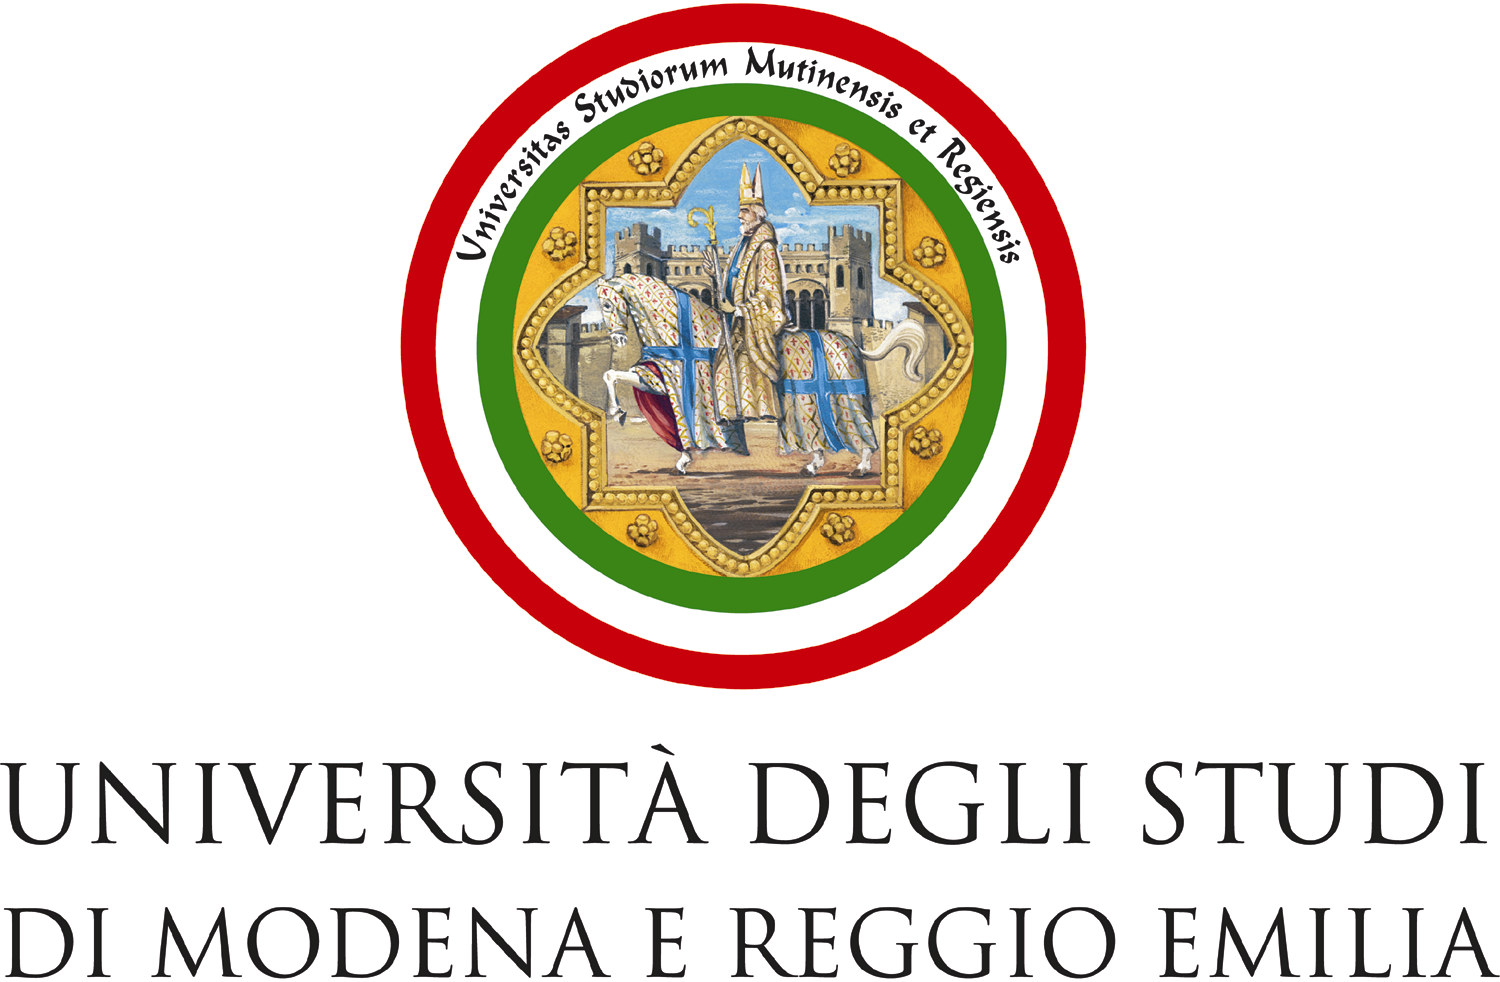 Universitas Studiorum Mutinensis et Regiensis
UNIVERSITÀ DEGLI STUDI
DI MODENA E REGGIO EMILIA